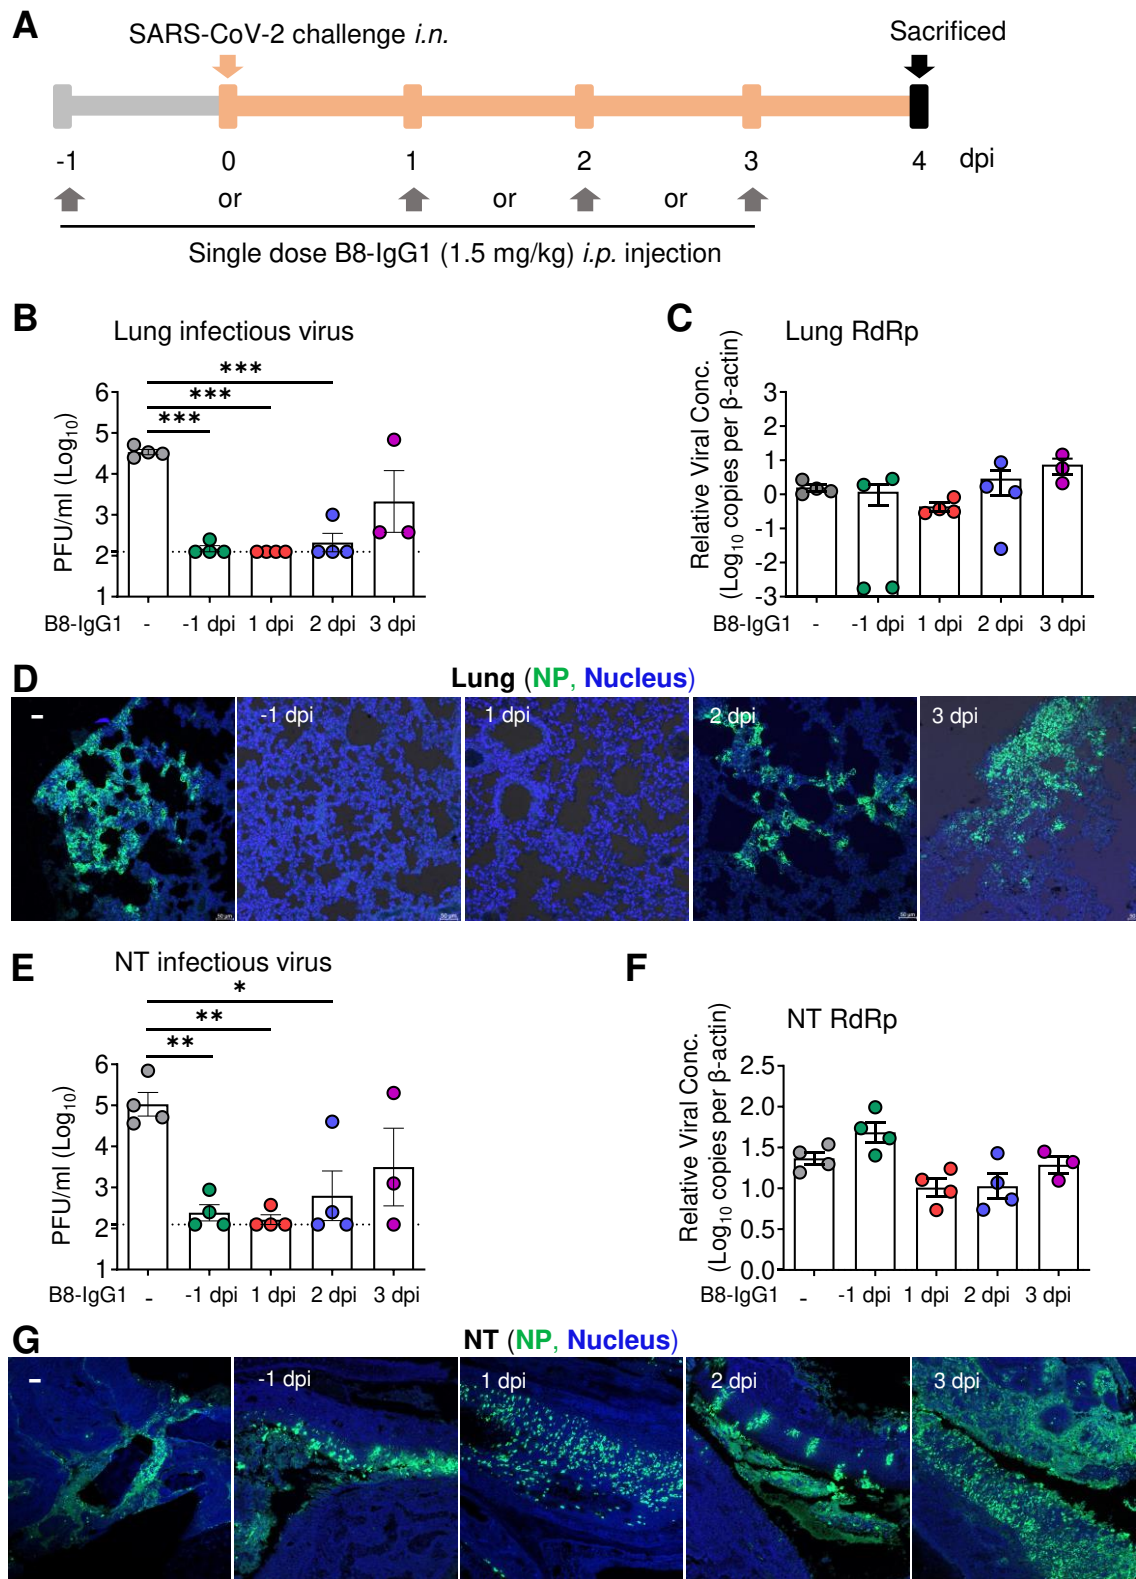 A
SARS-CoV-2 challenge i.n.
Sacrificed
-1 0 1 2 3 4 dpi
or or or
Single dose B8-IgG1 (1.5 mg/kg) i.p. injection
B
Lung infectious virus
***
***
***
PFU/ml (Log10)
6
5
4
3
2
1
B8-IgG1 - -1 dpi 1 dpi 2 dpi 3 dpi
C
Lung RdRp
Relative Viral Conc.
(Log10 copies per β-actin)
3
2
1
0
-1
-2
-3
B8-IgG1 - -1 dpi 1 dpi 2 dpi 3 dpi
D
Lung (NP, Nucleus)
- -1 dpi 1 dpi 2 dpi 3 dpi
E
NT infectious virus
*
**
**
PFU/ml (Log10)
6
5
4
3
2
1
B8-IgG1 - -1 dpi 1 dpi 2 dpi 3 dpi
F
NT RdRp
Relative Viral Conc.
(Log10 copies per β-actin)
2.5
2.0
1.5
1.0
0.5
0.0
B8-IgG1 - -1 dpi 1 dpi 2 dpi 3 dpi
G
NT (NP, Nucleus)
- -1 dpi 1 dpi 2 dpi 3 dpi